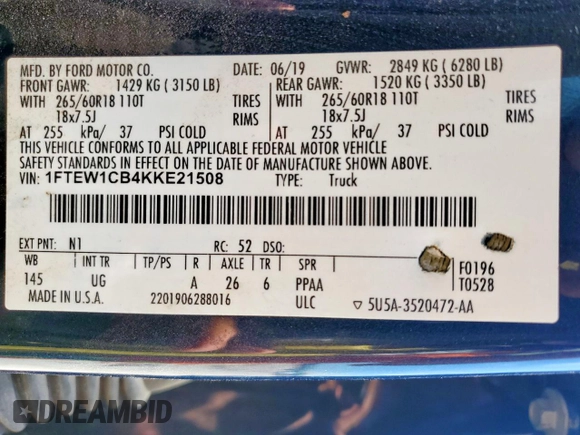 MFD. BY FORD MOTOR CO. DATE: 06/19 GVWR: 2849 KG ( 6280 LB)
FRONT GAWR: 1429 KG ( 3150 LB) REAR GAWR: 1520 KG ( 3350 LB)
WITH 265/60R18 110T TIRES WITH 265/60R18 110T TIRES
18x7.5J RIMS 18x7.5J RIMS
AT 255 kPa/ 37 PSI COLD AT 255 kPa/ 37 PSI COLD
THIS VEHICLE CONFORMS TO ALL APPLICABLE FEDERAL MOTOR VEHICLE
SAFETY STANDARDS IN EFFECT ON THE DATE OF MANUFACTURE SHOWN ABOVE.
VIN: 1FTEW1CB4KKE21508 TYPE: Truck
EXT PNT: N1 RC: 52 DSO:
WB INT TR TP/PS R AXLE TR SPR F0196
145 UG A 26 6 PPAA T0528
MADE IN U.S.A. 2201906288016 ULC ▽ 5U5A-3520472-AA
DREAMBID